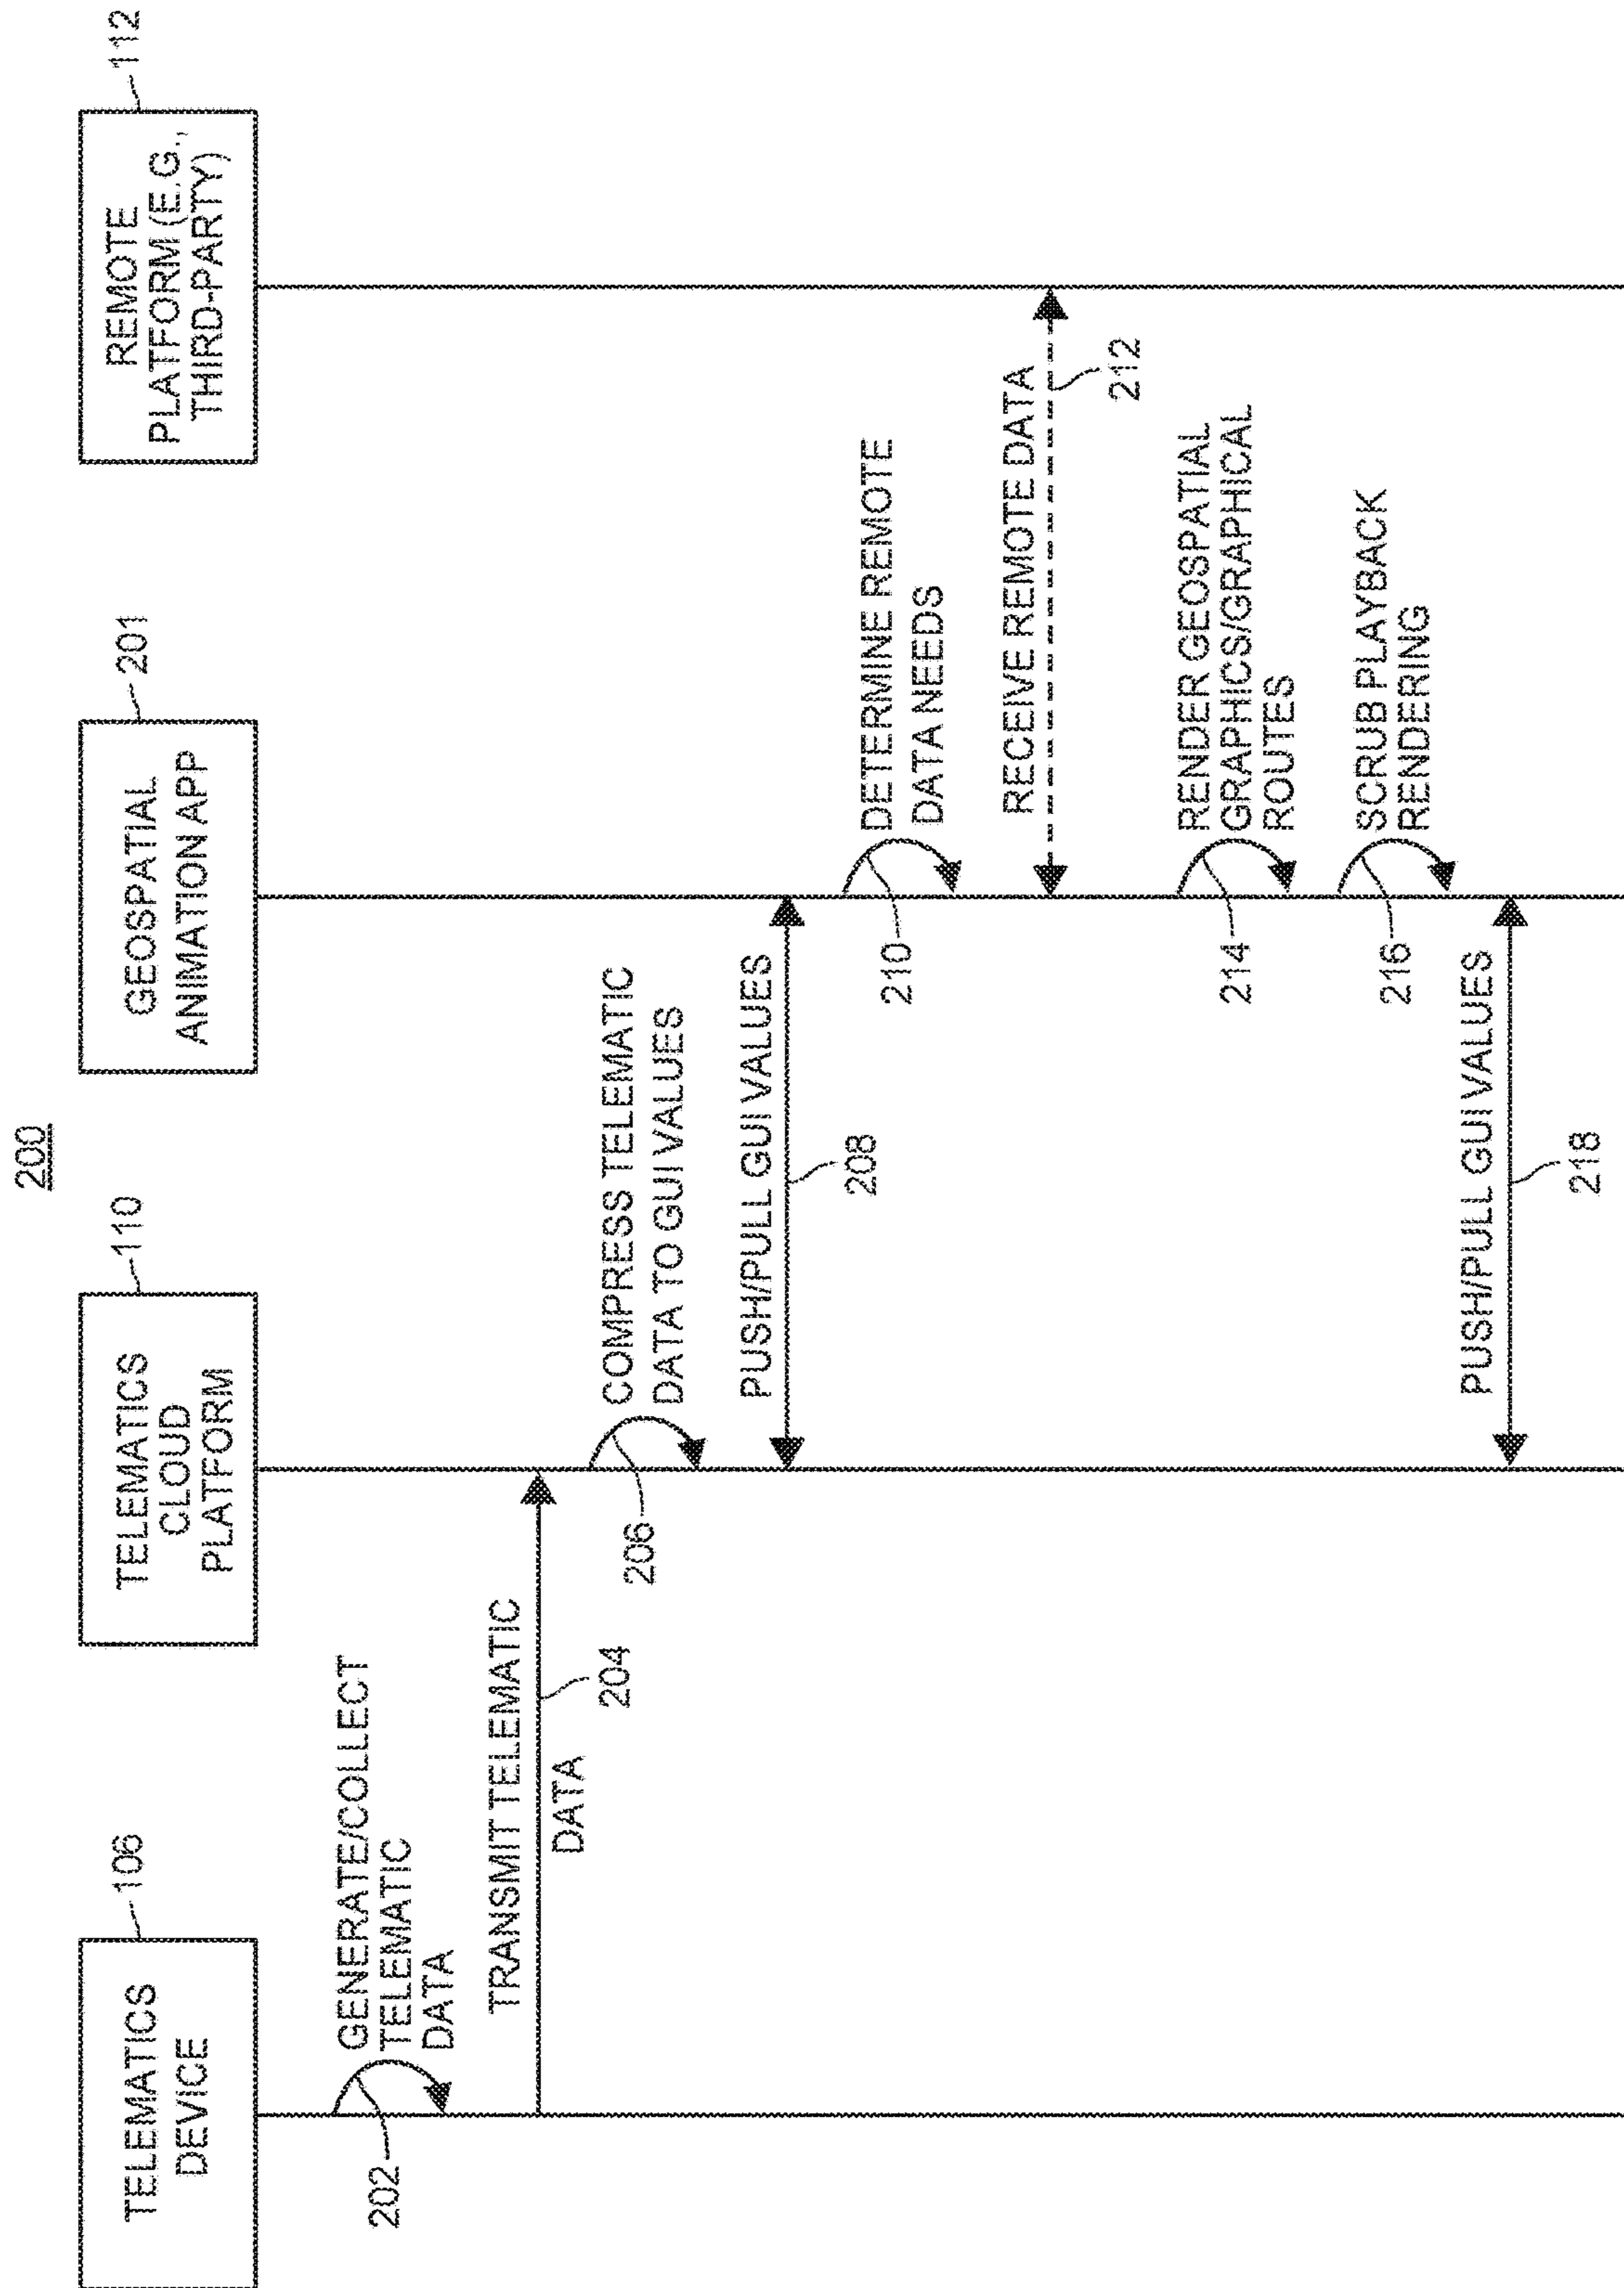 200
TELEMATICS
DEVICE
106
TELEMATICS
CLOUD
PLATFORM
110
GEOSPATIAL
ANIMATION APP
201
REMOTE
PLATFORM (E.G.,
THIRD-PARTY)
112
202
GENERATE/COLLECT
TELEMATIC
DATA
TRANSMIT TELEMATIC
DATA
204
206
COMPRESS TELEMATIC
DATA TO GUI VALUES
PUSH/PULL GUI VALUES
208
210
DETERMINE REMOTE
DATA NEEDS
RECEIVE REMOTE DATA
212
214
RENDER GEOSPATIAL
GRAPHICS/GRAPHICAL
ROUTES
216
SCRUB PLAYBACK
RENDERING
PUSH/PULL GUI VALUES
218